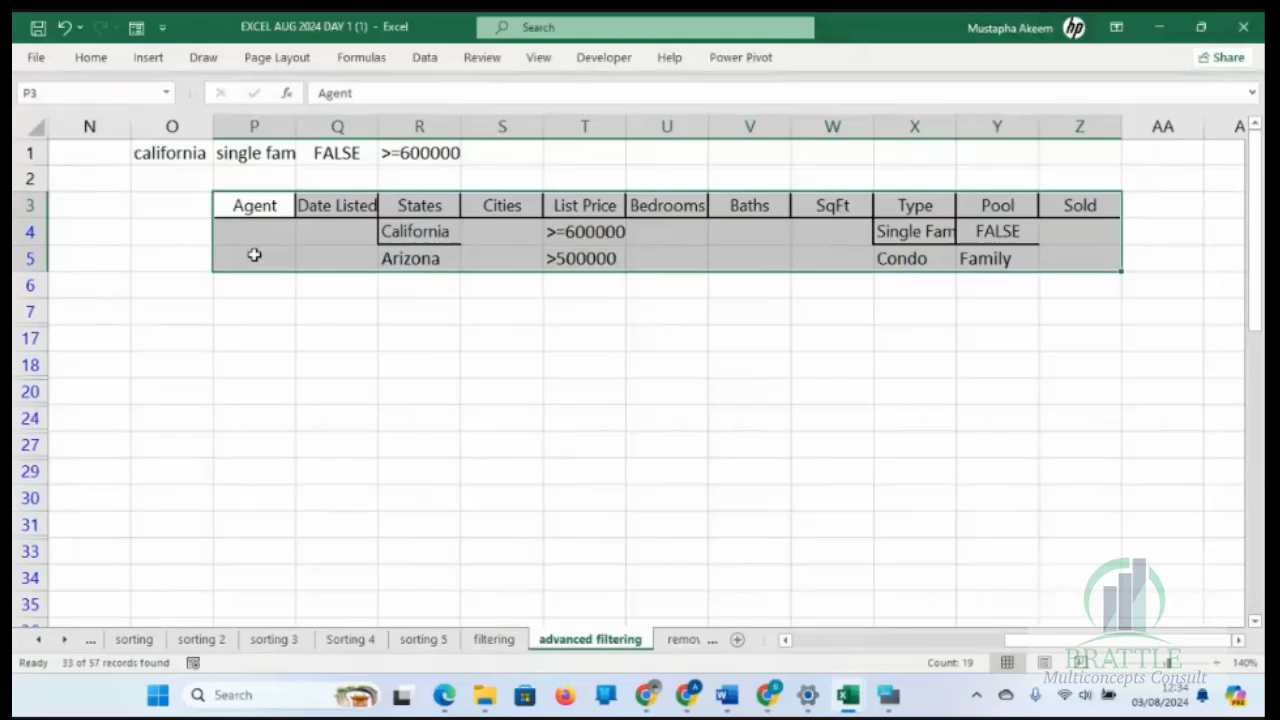 EXCEL AUG 2024 DAY 1 (1) - Excel
Search
Mustapha Akeem
hp
File Home Insert Draw Page Layout Formulas Data Review View Developer Help Power Pivot Share
P3 fx Agent
N O P Q R S T U V W X Y Z AA A
1 california single fam FALSE >=600000
2
3 Agent Date Listed States Cities List Price Bedrooms Baths SqFt Type Pool Sold
4 California >=600000 Single Fam FALSE
5 Arizona >500000 Condo Family
6
7
17
18
20
24
27
29
30
31
33
34
35
... sorting sorting 2 sorting 3 Sorting 4 sorting 5 filtering advanced filtering remov ...
Ready 33 of 57 records found Count: 19 140%
BRATTLE
Multiconcepts Consult
Search
12:34
03/08/2024